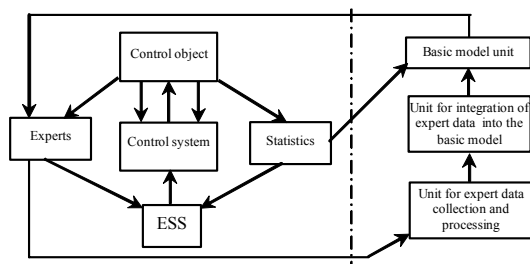 Control object
Basic model unit
Experts
Control system
Statistics
Unit for integration of
expert data into the
basic model
ESS
Unit for expert data
collection and
processing